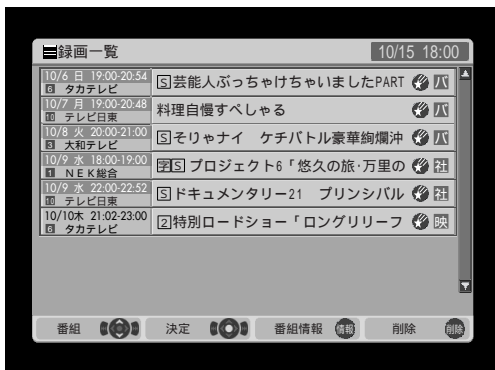 録画一覧 10/15 18:00
10/6 日 19:00-20:54
6 タカテレビ
S芸能人ぶっちゃけちゃいましたPART バ
10/7 月 19:00-20:48
10 テレビ日東
料理自慢すぺしゃる バ
10/8 火 20:00-21:00
3 大和テレビ
Sそりゃナイ ケチバトル豪華絢爛沖 バ
10/9 水 18:00-19:00
1 NEK総合
字S プロジェクト6「悠久の旅・万里の 社
10/9 水 22:00-22:52
10 テレビ日東
Sドキュメンタリー21 プリンシバル 社
10/10木 21:02-23:00
6 タカテレビ
2特別ロードショー「ロングリリーフ 映
番組 決定 番組情報 情報 削除 削除